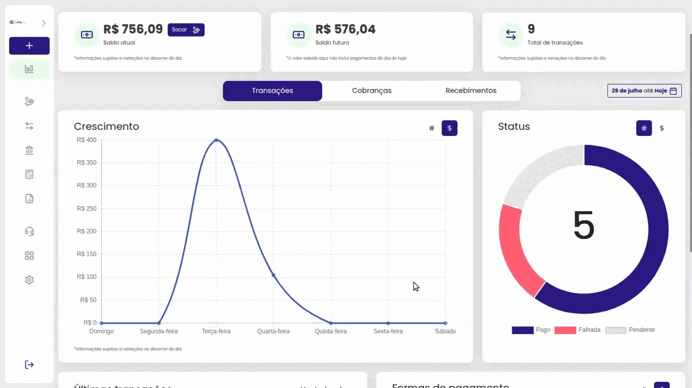 R$ 756,09
Sacar
Saldo atual
*Informações sujeitas a variações no decorrer do dia
R$ 576,04
Saldo futuro
*O valor exibido aqui não inclui pagamentos do dia de hoje
9
Total de transações
*Informações sujeitas a variações no decorrer do dia
Transações
Cobranças
Recebimentos
29 de julho até Hoje
Crescimento
# $
R$ 400
R$ 350
R$ 300
R$ 250
R$ 200
R$ 150
R$ 100
R$ 50
R$ 0
Domingo Segunda-feira Terça-feira Quarta-feira Quinta-feira Sexta-feira Sábado
*Informações sujeitas a variações no decorrer do dia
Status
# $
5
Pago Falhada Pendente
Últimas transações
Formas de pagamento